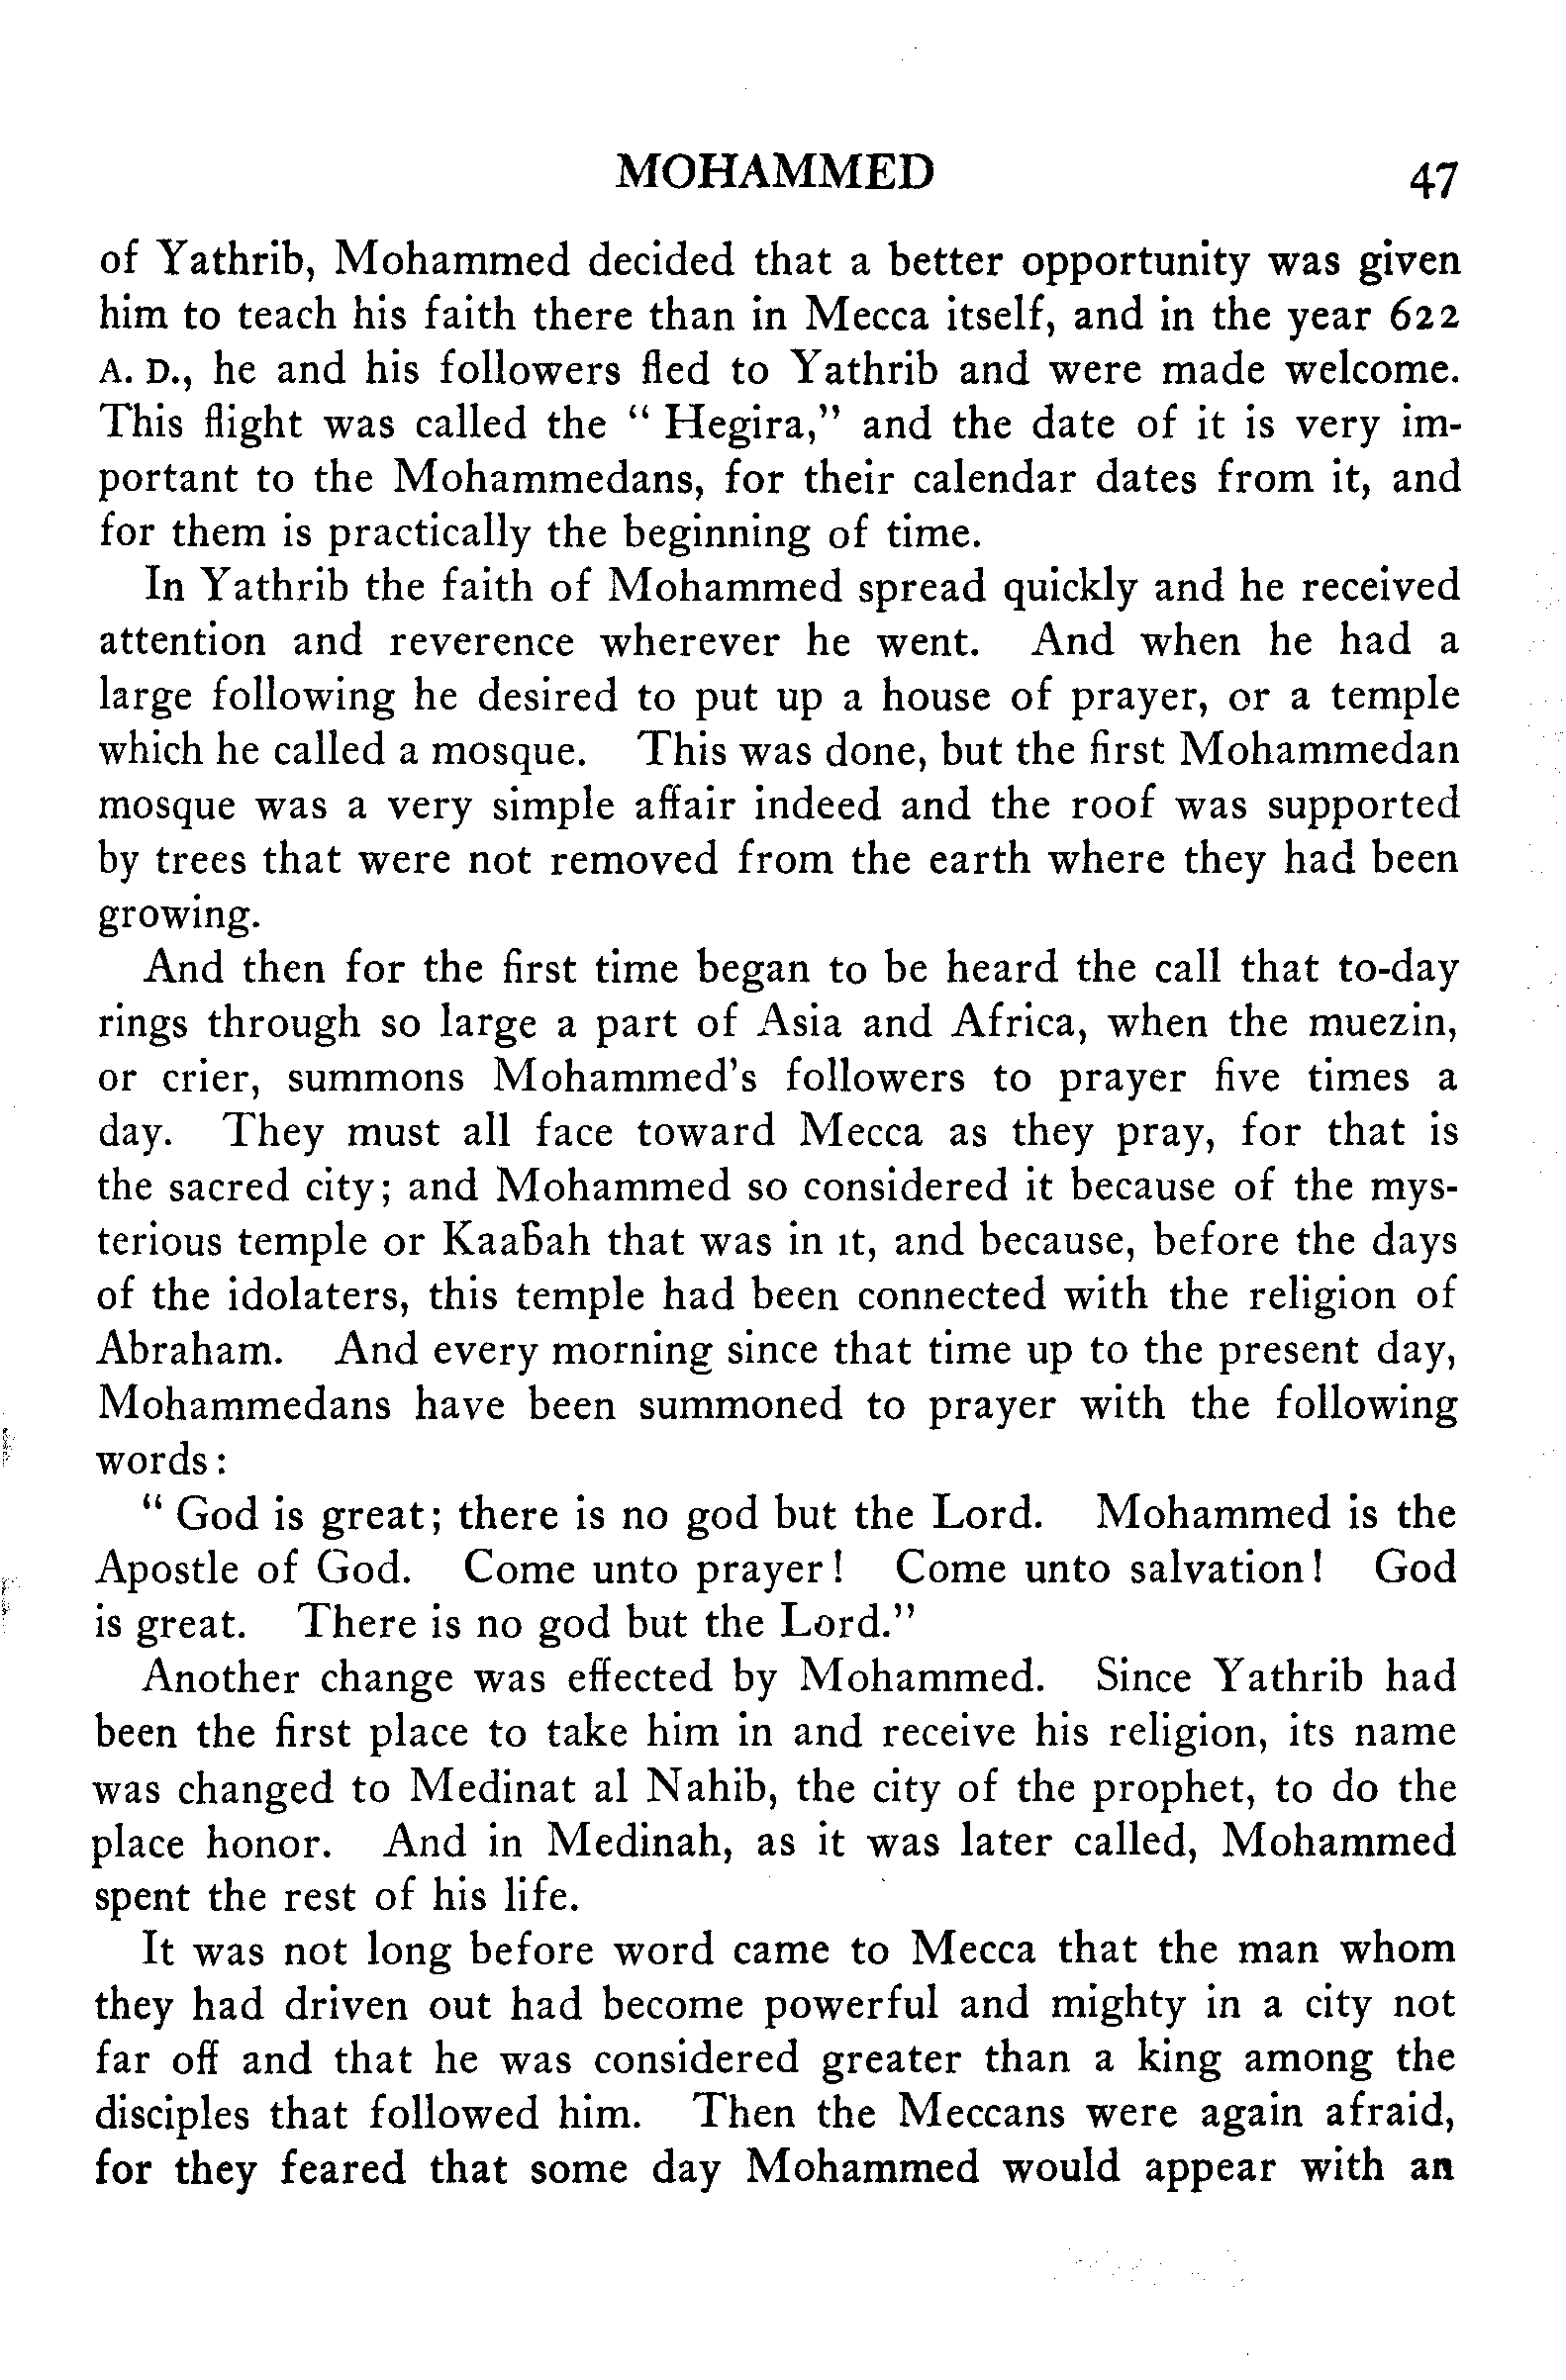 MOHAMMED 47
of Yathrib, Mohammed decided that a better opportunity was given
him to teach his faith there than in Mecca itself, and in the year 622
A. D., he and his followers fled to Yathrib and were made welcome.
This flight was called the “ Hegira,” and the date of it is very im-
portant to the Mohammedans, for their calendar dates from it, and
for them is practically the beginning of time.
In Yathrib the faith of Mohammed spread quickly and he received
attention and reverence wherever he went. And when he had a
large following he desired to put up a house of prayer, or a temple
which he called a mosque. This was done, but the first Mohammedan
mosque was a very simple affair indeed and the roof was supported
by trees that were not removed from the earth where they had been
growing.
And then for the first time began to be heard the call that to-day
rings through so large a part of Asia and Africa, when the muezin,
or crier, summons Mohammed's followers to prayer five times a
day. They must all face toward Mecca as they pray, for that is
the sacred city; and Mohammed so considered it because of the mys-
terious temple or Kaabah that was in it, and because, before the days
of the idolaters, this temple had been connected with the religion of
Abraham. And every morning since that time up to the present day,
Mohammedans have been summoned to prayer with the following
words:
“ God is great; there is no god but the Lord. Mohammed is the
Apostle of God. Come unto prayer! Come unto salvation! God
is great. There is no god but the Lord.”
Another change was effected by Mohammed. Since Yathrib had
been the first place to take him in and receive his religion, its name
was changed to Medinat al Nahib, the city of the prophet, to do the
place honor. And in Medinah, as it was later called, Mohammed
spent the rest of his life.
It was not long before word came to Mecca that the man whom
they had driven out had become powerful and mighty in a city not
far off and that he was considered greater than a king among the
disciples that followed him. Then the Meccans were again afraid,
for they feared that some day Mohammed would appear with an